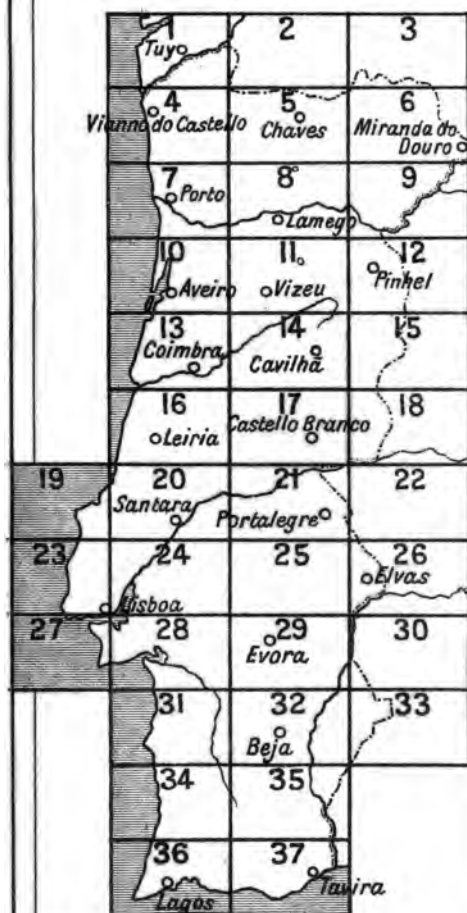 1 2 3
Tuy
4 5 6
Vianno do Castello Chaves Miranda do
Douro
7 8 9
Porto
Lamego
10 11 12
Aveiro Vizeu Pinhel
13 14 15
Coimbra Cavilhã
16 17 18
Leiria Castello Branco
19 20 21 22
Santara Portalegre
23 24 25 26
Elvas
Lisboa
27 28 29 30
Evora
31 32 33
Beja
34 35
36 37
Lagos Tavira